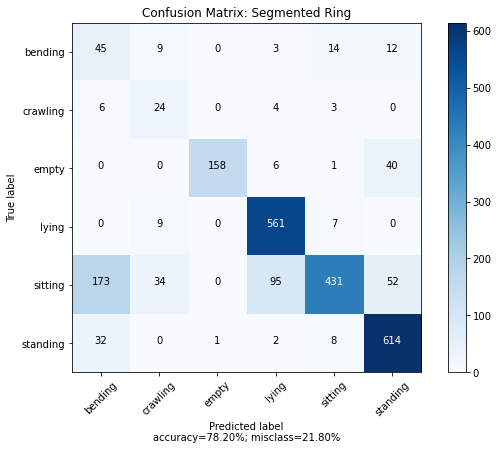 Confusion Matrix: Segmented Ring
True label
bending 45 9 0 3 14 12
crawling 6 24 0 4 3 0
empty 0 0 158 6 1 40
lying 0 9 0 561 7 0
sitting 173 34 0 95 431 52
standing 32 0 1 2 8 614
bending crawling empty lying sitting standing
Predicted label
accuracy=78.20%; misclass=21.80%
600
500
400
300
200
100
0